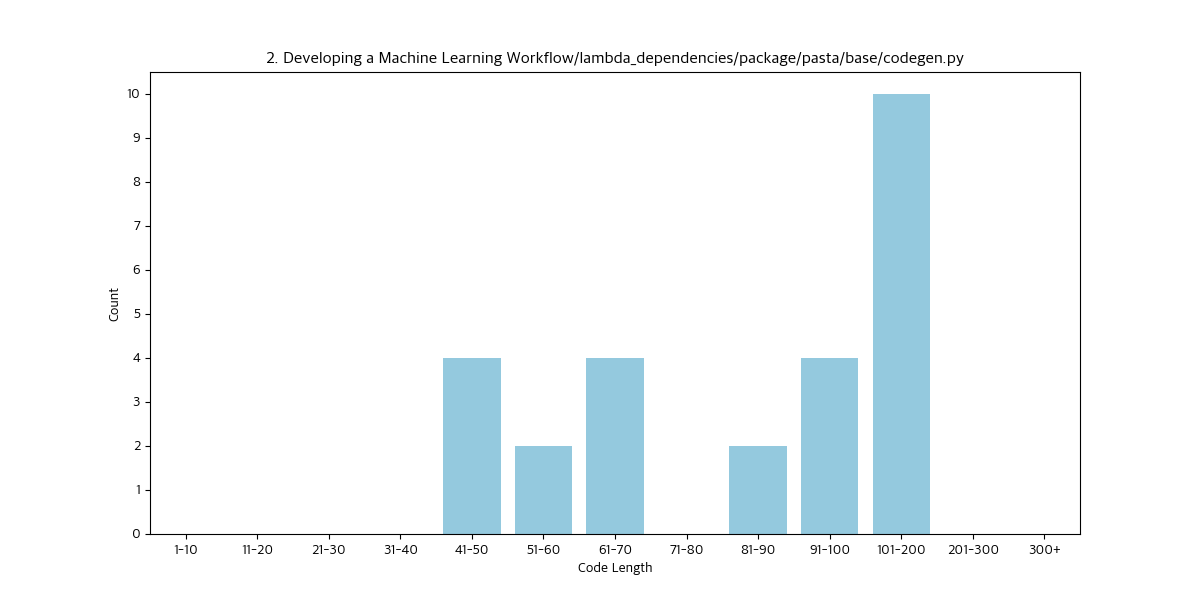 2. Developing a Machine Learning Workflow/lambda_dependencies/package/pasta/base/codegen.py
10
9
8
7
6
5
4
3
2
1
0
Count
1-10 11-20 21-30 31-40 41-50 51-60 61-70 71-80 81-90 91-100 101-200 201-300 300+
Code Length